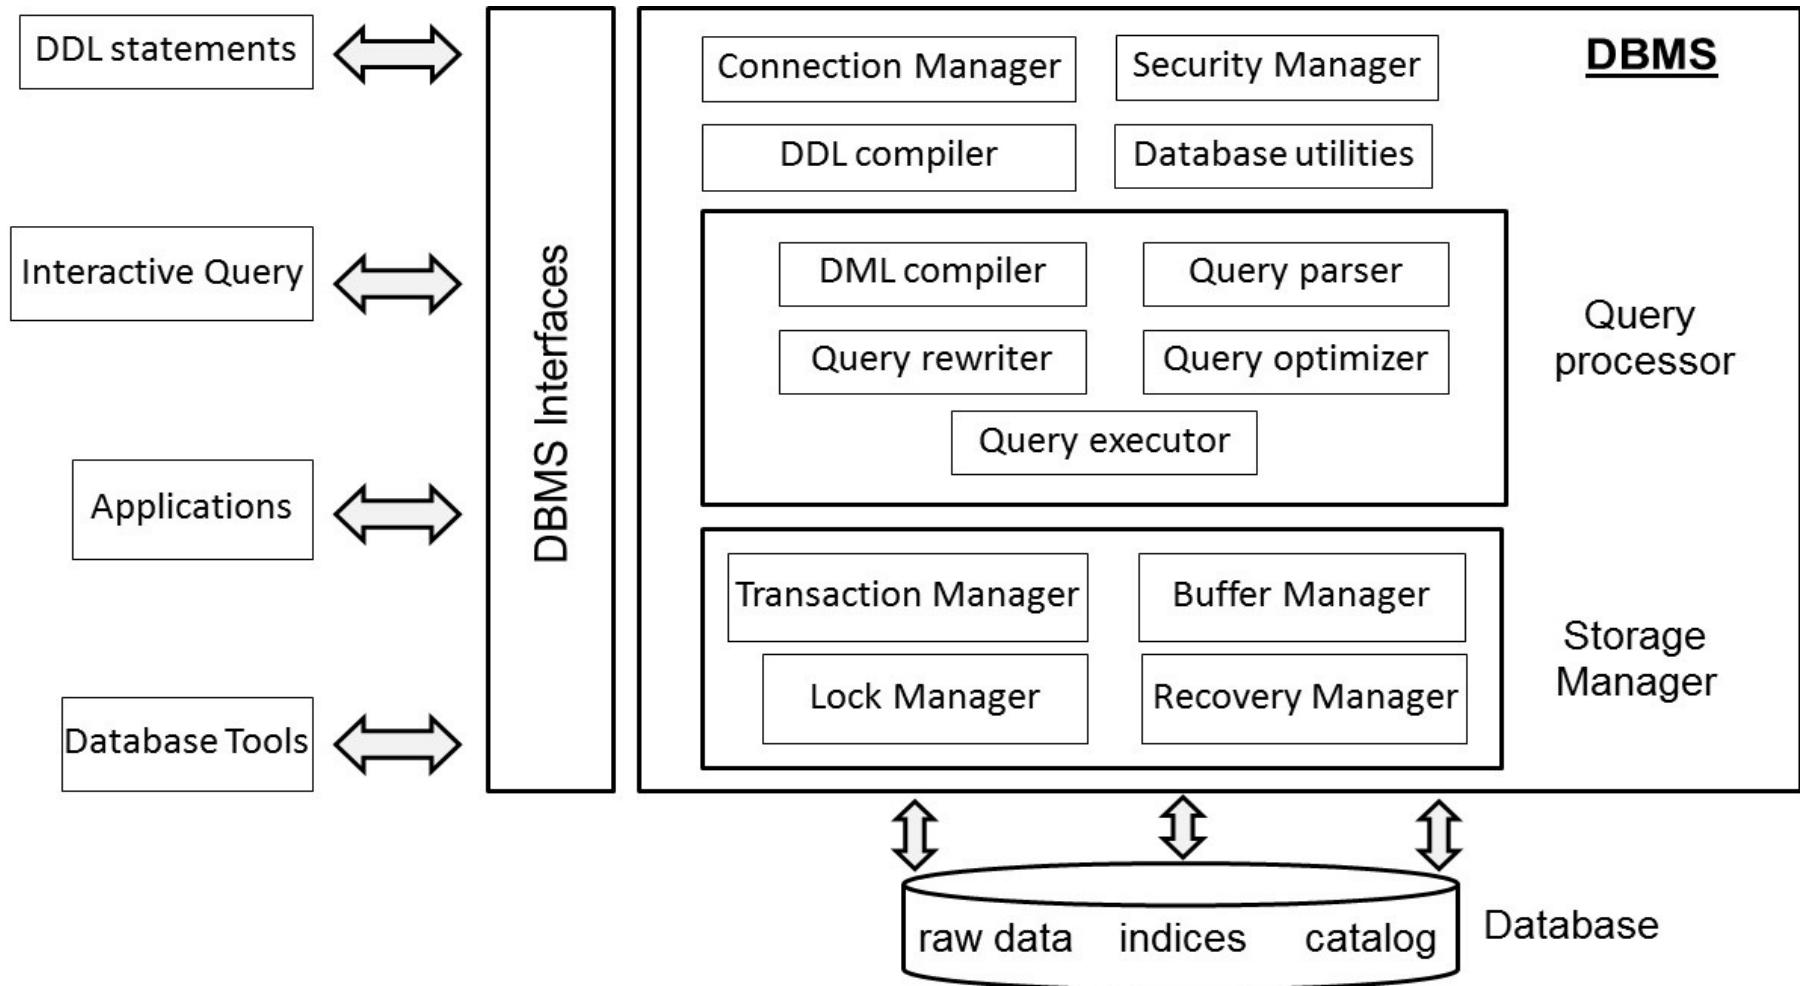 DDL statements
Interactive Query
Applications
Database Tools
DBMS Interfaces
DBMS
Connection Manager
Security Manager
DDL compiler
Database utilities
DML compiler
Query parser
Query rewriter
Query optimizer
Query executor
Query
processor
Transaction Manager
Buffer Manager
Lock Manager
Recovery Manager
Storage
Manager
raw data
indices
catalog
Database